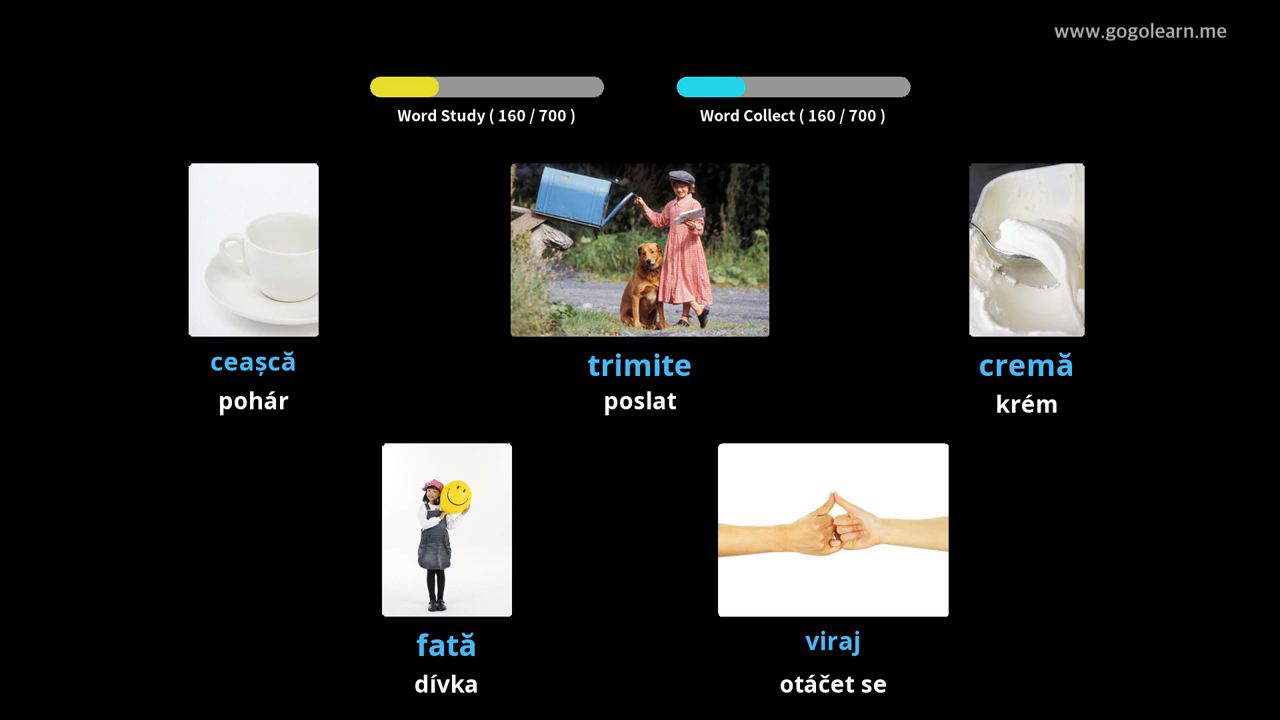 www.gogolearn.me
Word Study ( 160 / 700 )
Word Collect ( 160 / 700 )
ceașcă
trimite
cremă
pohár
poslat
krém
fată
viraj
dívka
otáčet se